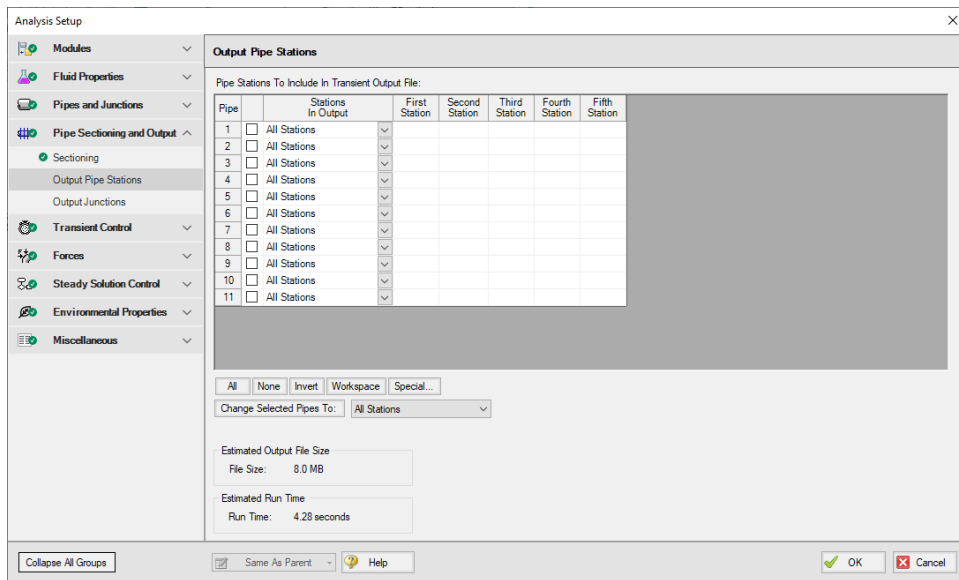 Analysis Setup
Modules
Fluid Properties
Pipes and Junctions
Pipe Sectioning and Output
Sectioning
Output Pipe Stations
Output Junctions
Transient Control
Forces
Steady Solution Control
Environmental Properties
Miscellaneous
Collapse All Groups
Output Pipe Stations
Pipe Stations To Include In Transient Output File:
Pipe Stations In Output First Station Second Station Third Station Fourth Station Fifth Station
1 All Stations
2 All Stations
3 All Stations
4 All Stations
5 All Stations
6 All Stations
7 All Stations
8 All Stations
9 All Stations
10 All Stations
11 All Stations
All None Invert Workspace Special...
Change Selected Pipes To: All Stations
Estimated Output File Size
File Size: 8.0 MB
Estimated Run Time
Run Time: 4.28 seconds
Same As Parent Help OK Cancel